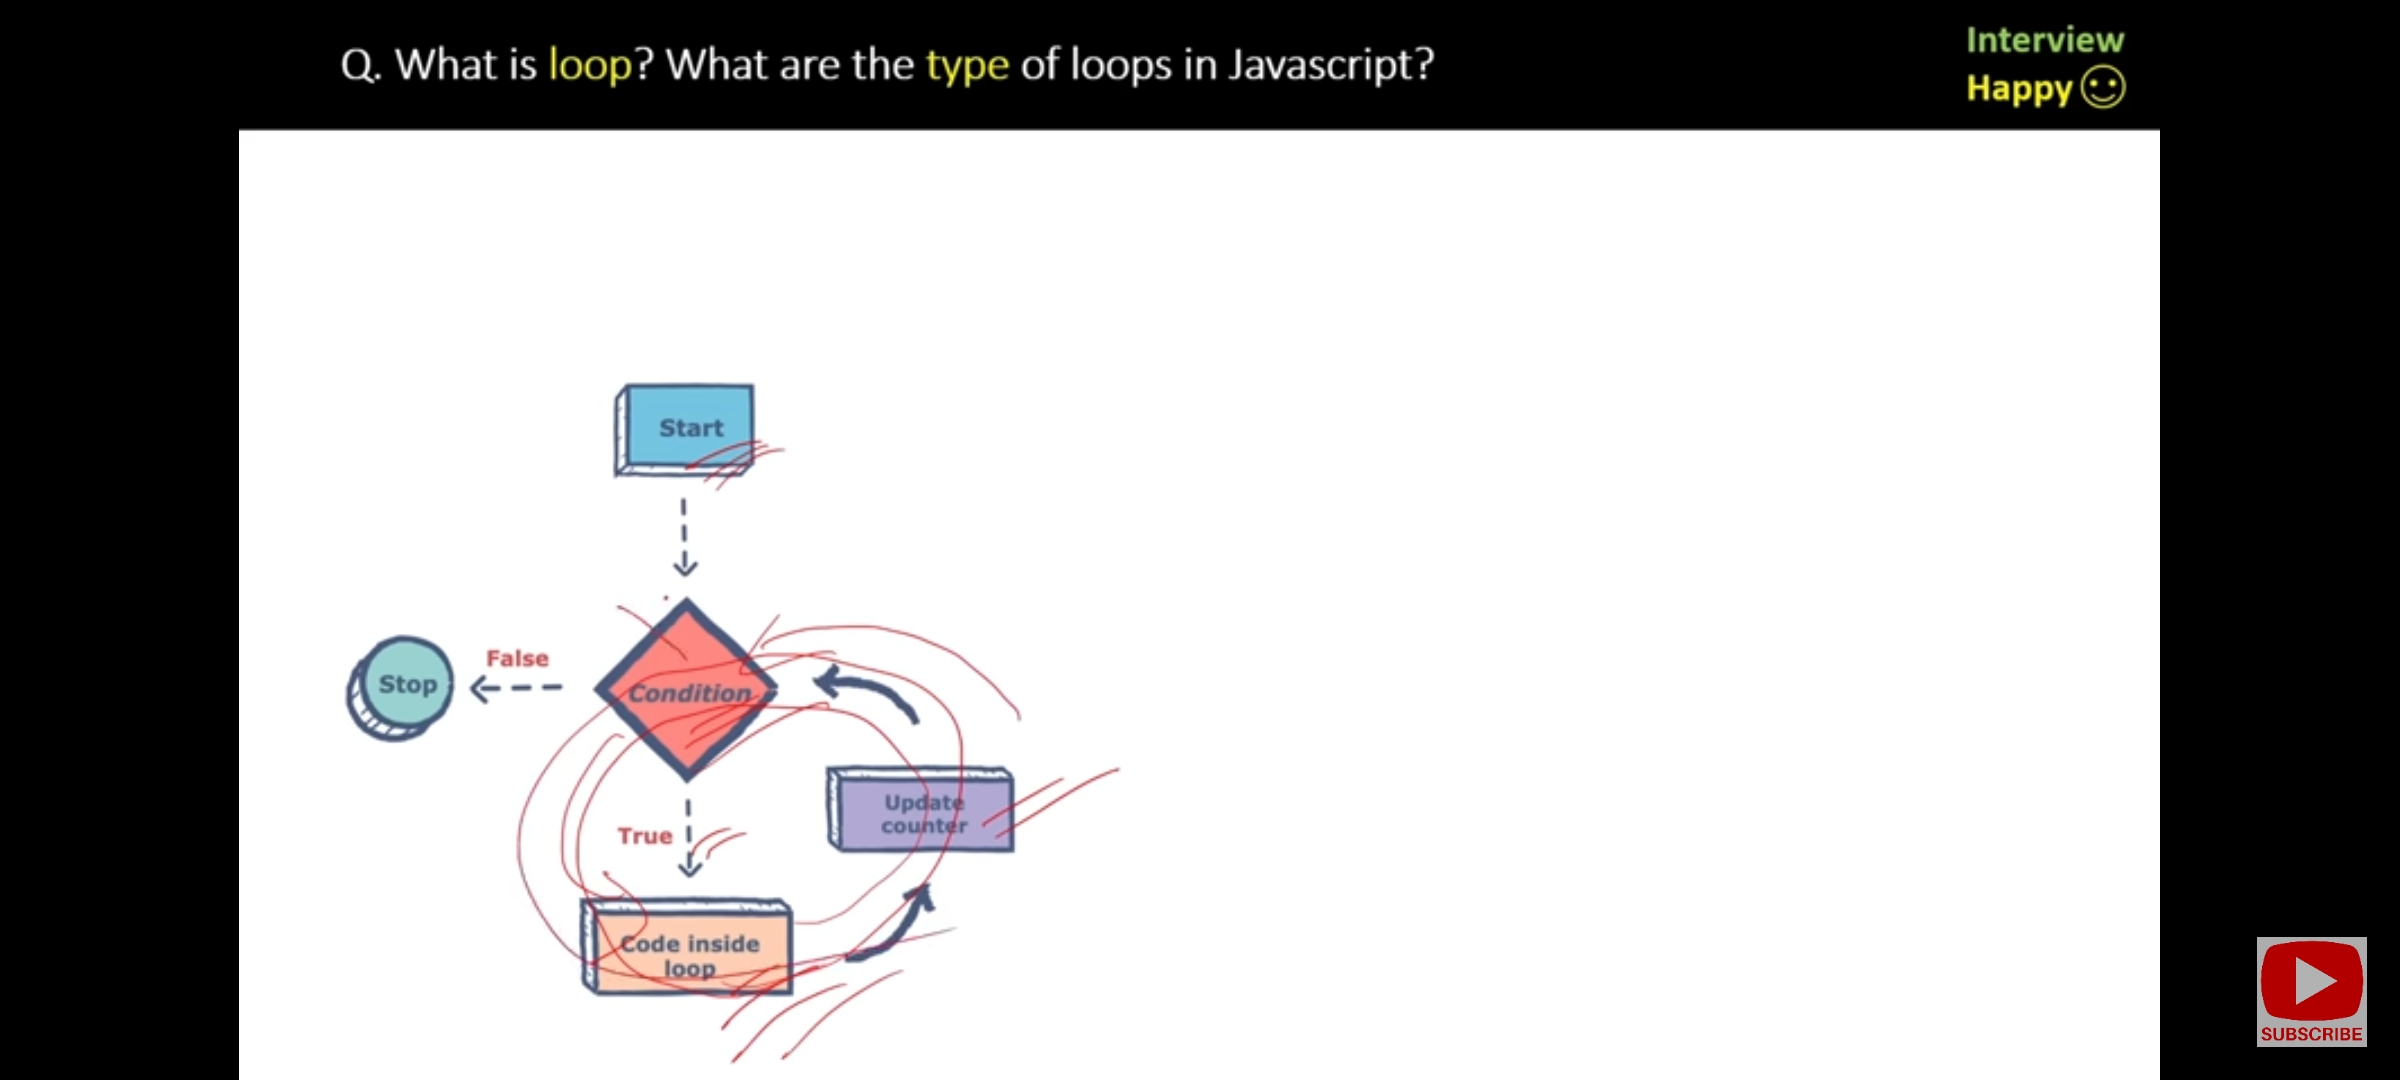 Q. What is loop? What are the type of loops in Javascript?
Interview
Happy
Start
False
Stop
Condition
Update
counter
True
Code inside
loop
SUBSCRIBE